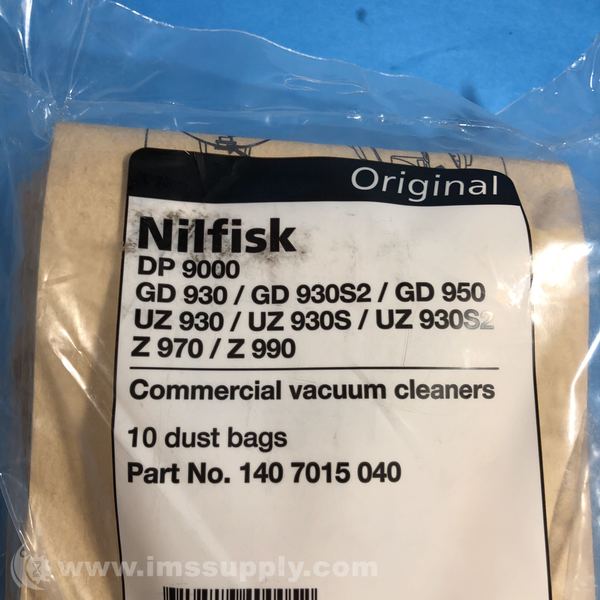 Original
Nilfisk
DP 9000
GD 930 / GD 930S2 / GD 950
UZ 930 / UZ 930S / UZ 930S2
Z 970 / Z 990
Commercial vacuum cleaners
10 dust bags
Part No. 140 7015 040
www.imssupply.com